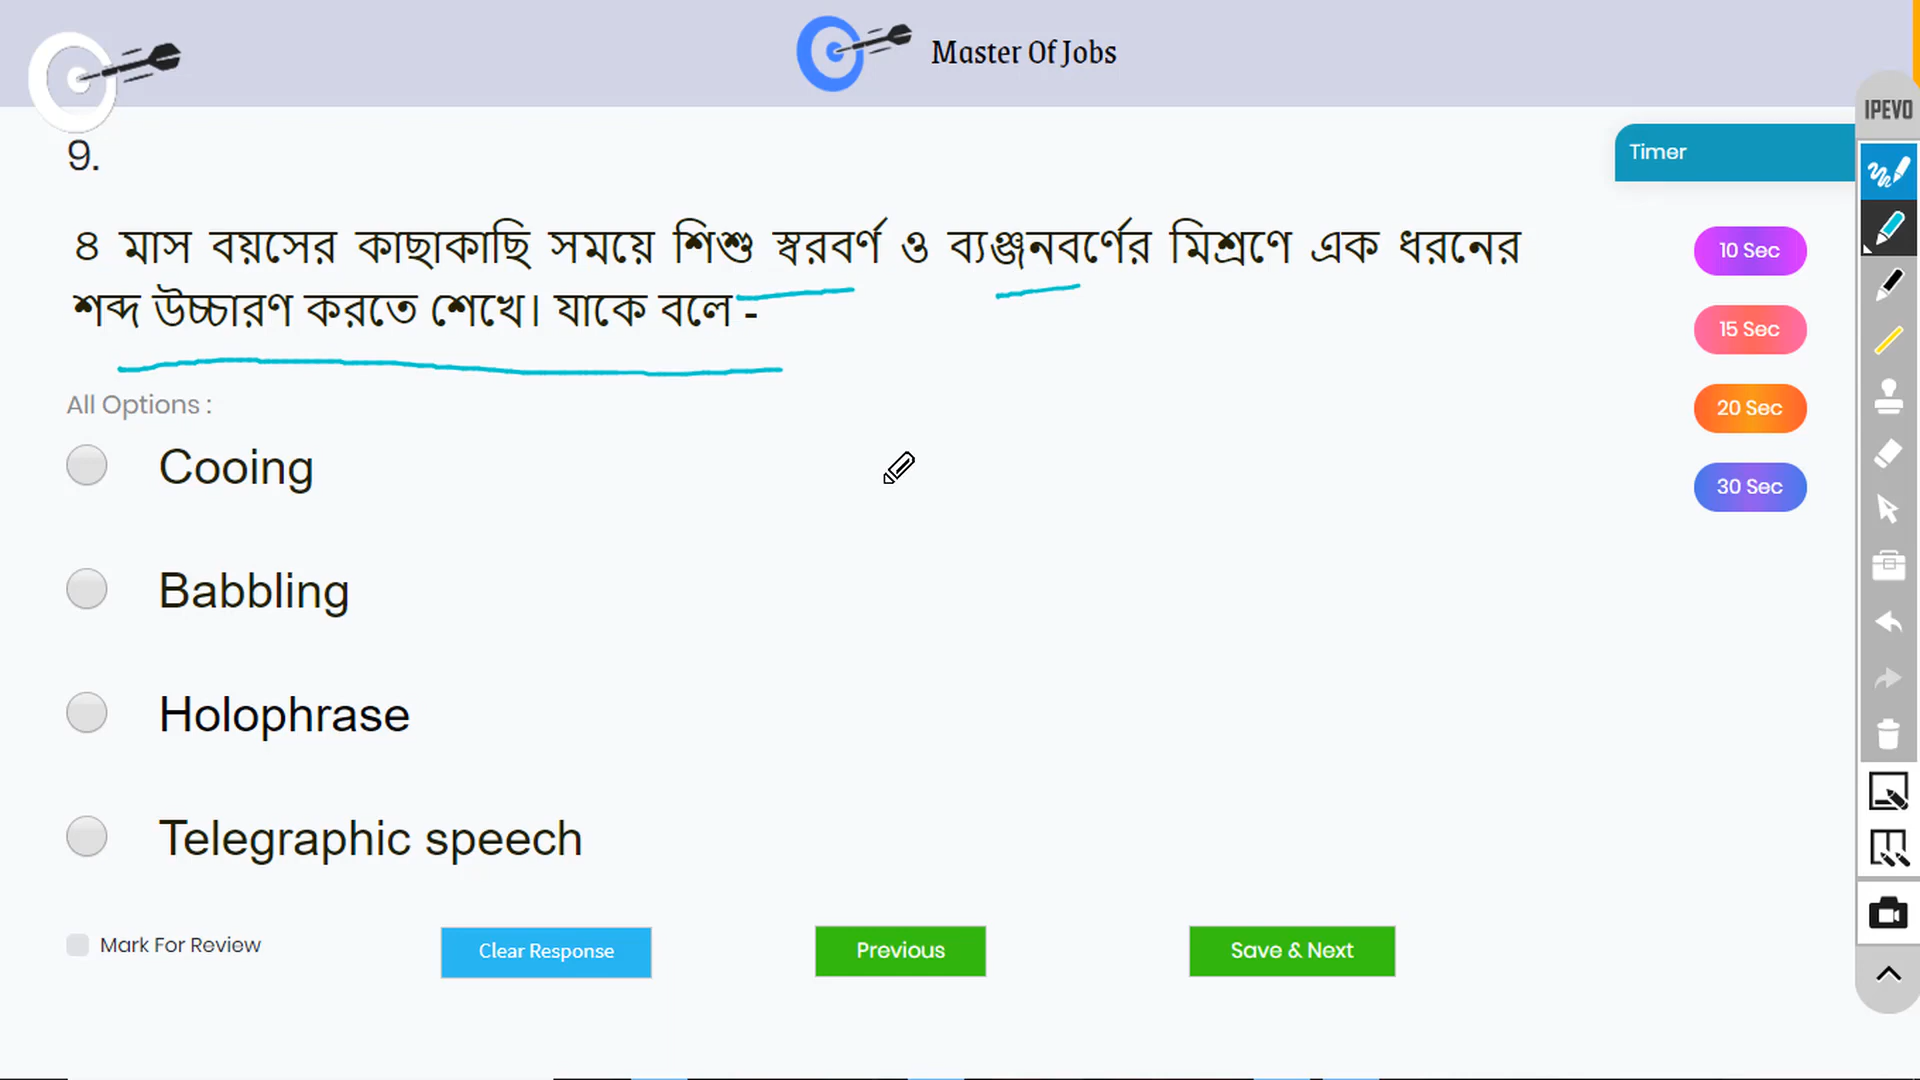 Master Of Jobs
IPEVO
9.
Timer
৪ মাস বয়সের কাছাকাছি সময়ে শিশু স্বরবর্ণ ও ব্যঞ্জনবর্ণের মিশ্রণে এক ধরনের
শব্দ উচ্চারণ করতে শেখে। যাকে বলে -
10 Sec
15 Sec
20 Sec
30 Sec
All Options :
Cooing
Babbling
Holophrase
Telegraphic speech
Mark For Review
Clear Response
Previous
Save & Next